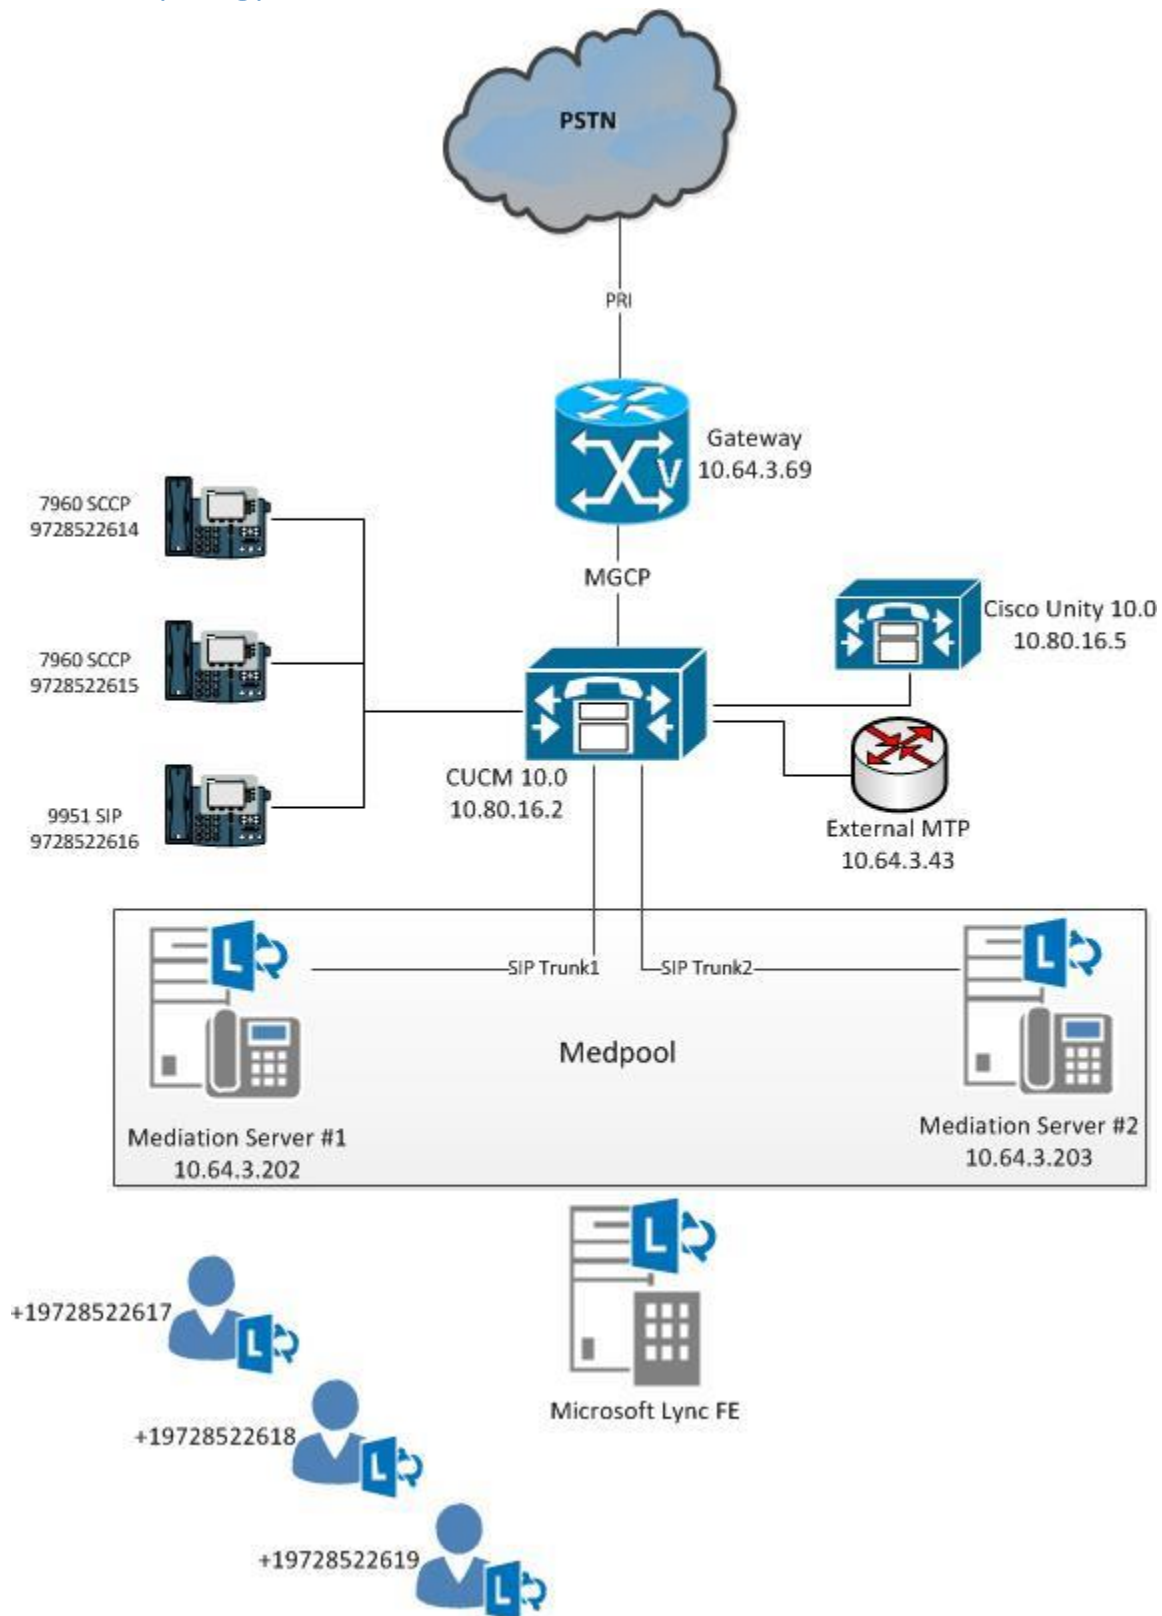 PSTN
PRI
Gateway
10.64.3.69
V
7960 SCCP
9728522614
MGCP
Cisco Unity 10.0
10.80.16.5
7960 SCCP
9728522615
CUCM 10.0
10.80.16.2
9951 SIP
9728522616
External MTP
10.64.3.43
L
L
SIP Trunk1
SIP Trunk2
Medpool
Mediation Server #1
10.64.3.202
Mediation Server #2
10.64.3.203
L
Microsoft Lync FE
+19728522617
L
+19728522618
L
+19728522619
L